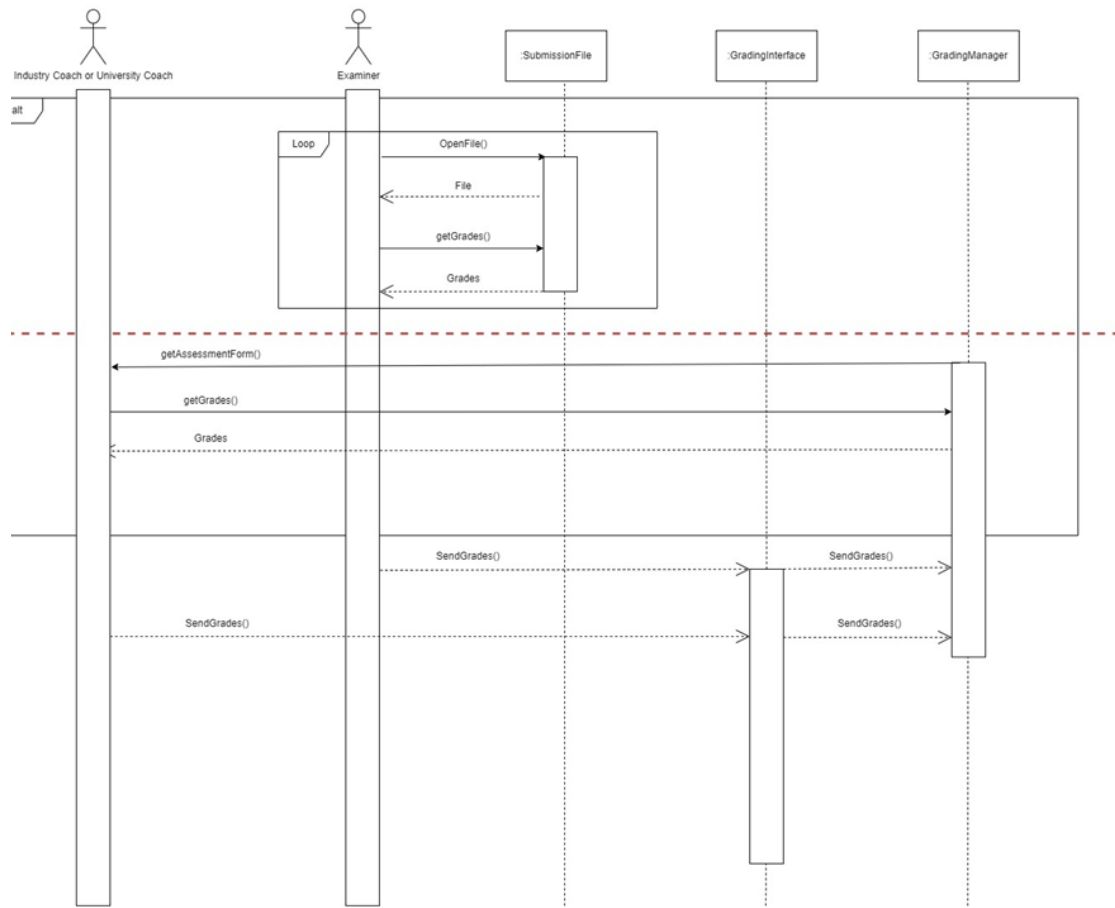 Industry Coach or University Coach
Examiner
:SubmissionFile
:GradingInterface
:GradingManager
alt
Loop
OpenFile()
File
getGrades()
Grades
getAssessmentForm()
getGrades()
Grades
SendGrades()
SendGrades()
SendGrades()
SendGrades()